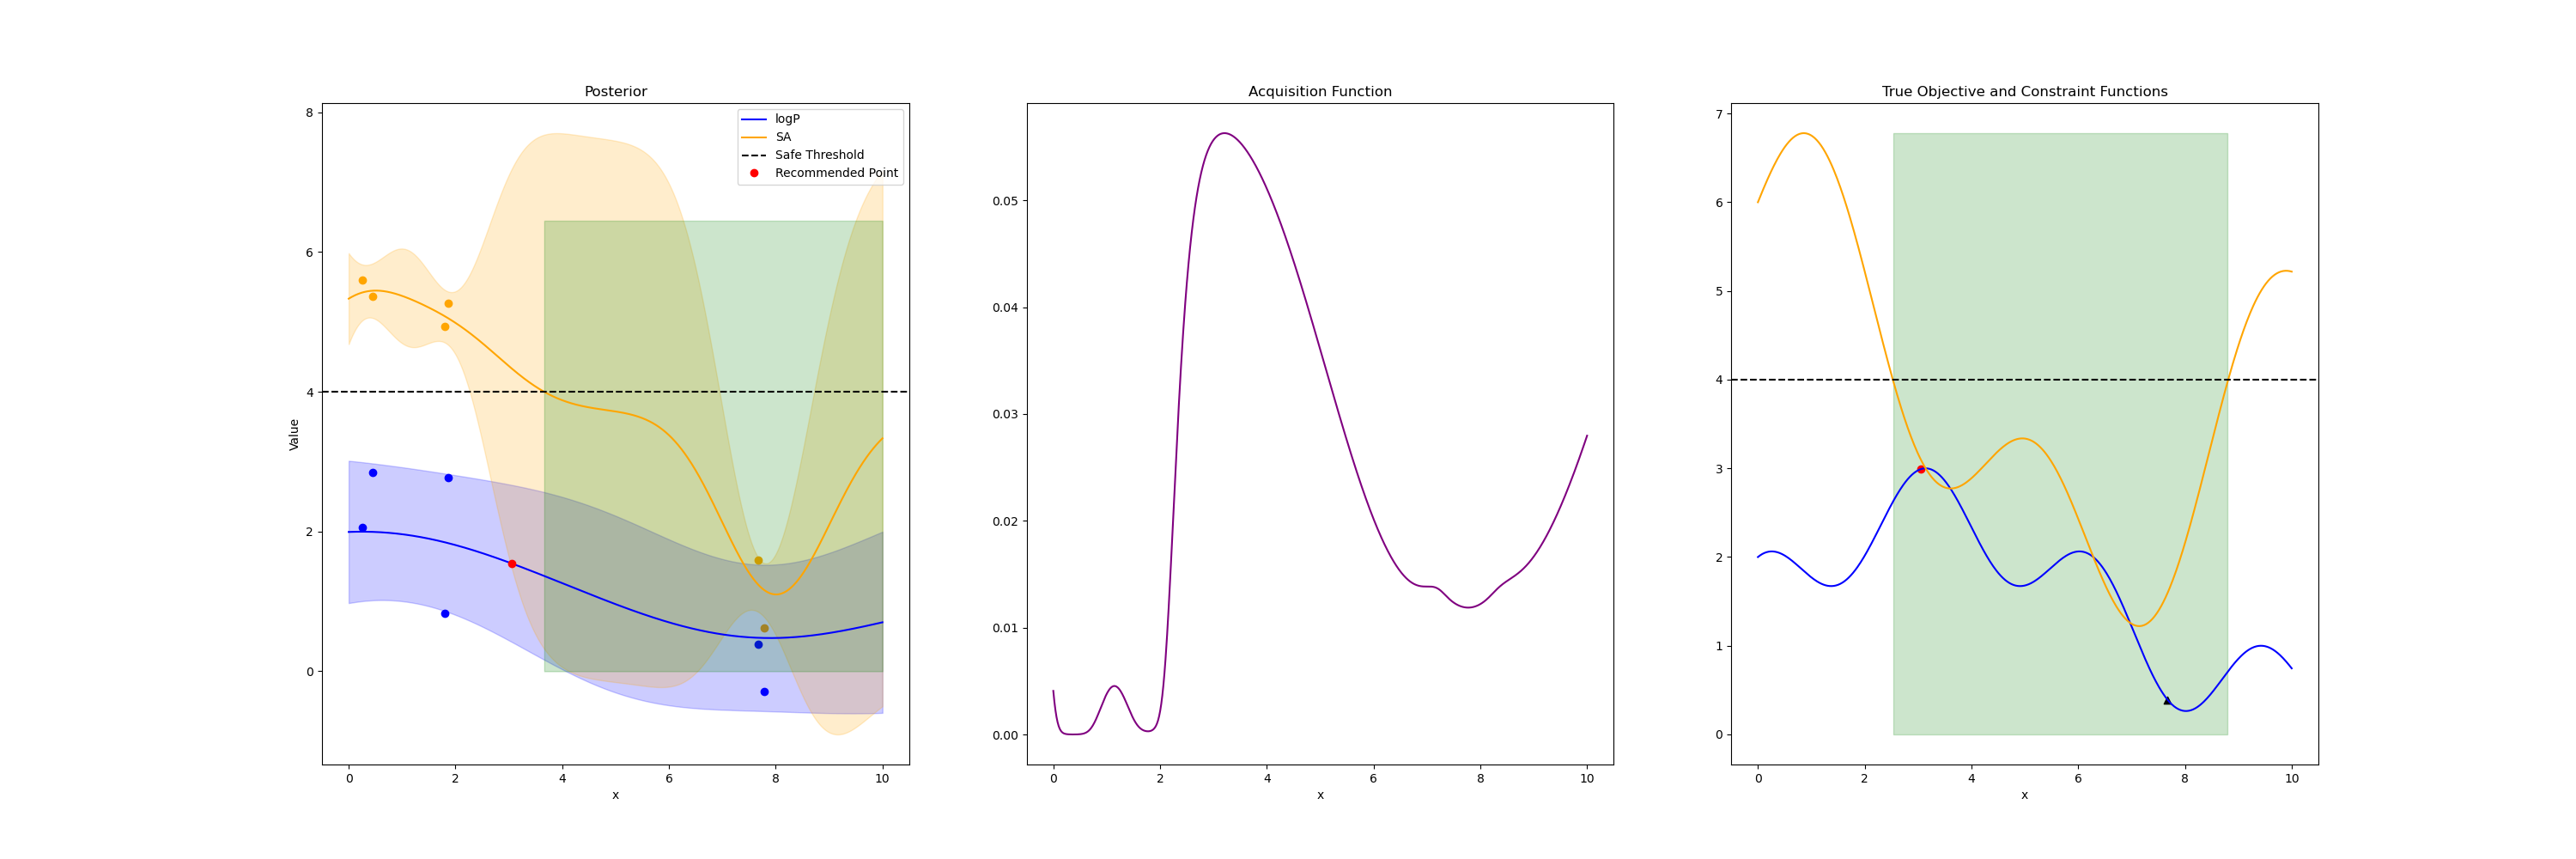 Posterior
8
6
4
2
0
Value
0 2 4 6 8 10
x
logP
SA
Safe Threshold
Recommended Point
Acquisition Function
0.05
0.04
0.03
0.02
0.01
0.00
0 2 4 6 8 10
x
True Objective and Constraint Functions
7
6
5
4
3
2
1
0
0 2 4 6 8 10
x